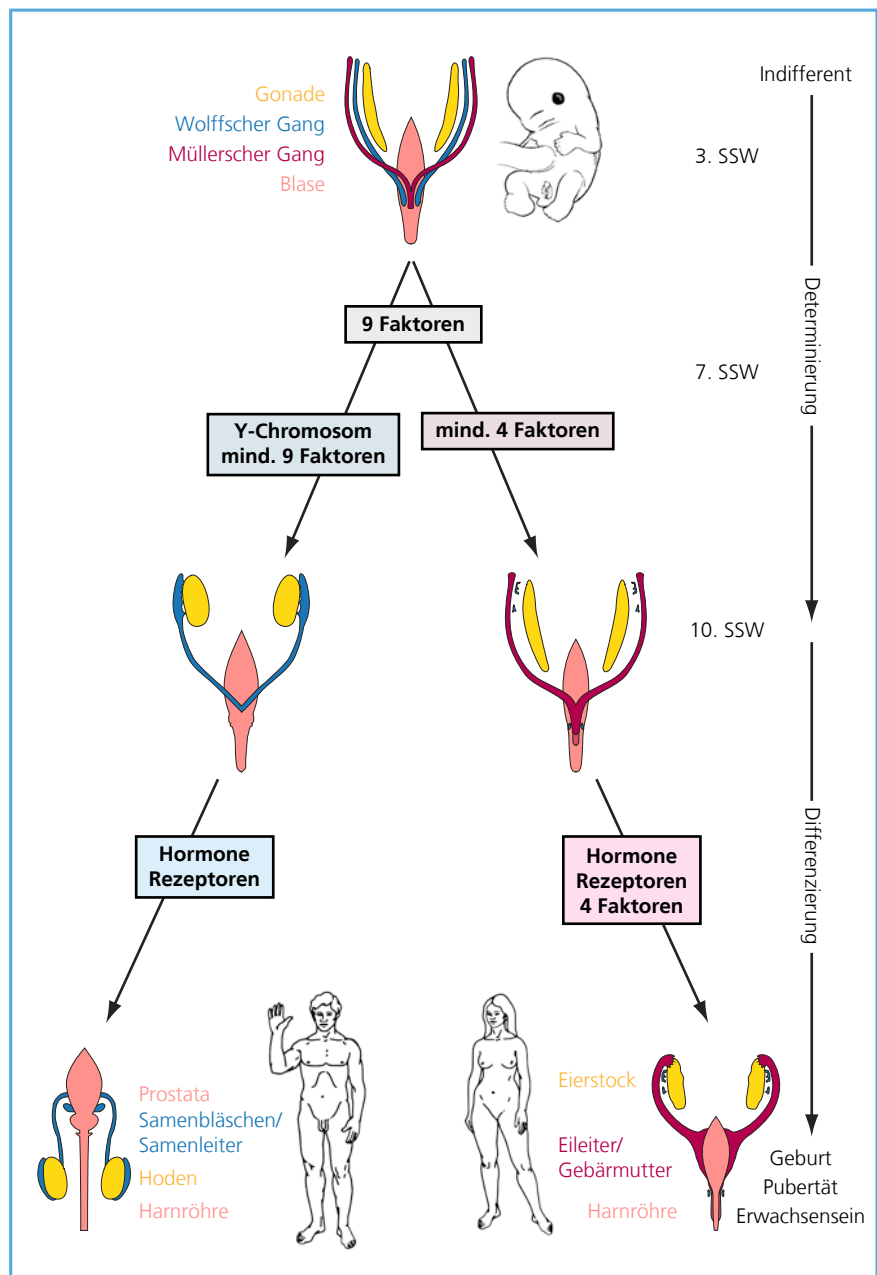 Indifferent
Gonade
Wolffscher Gang
Müllerscher Gang
Blase
3. SSW
9 Faktoren
Determinierung
7. SSW
Y-Chromosom
mind. 9 Faktoren
mind. 4 Faktoren
10. SSW
Hormone
Rezeptoren
Hormone
Rezeptoren
4 Faktoren
Differenzierung
Prostata
Samenbläschen/
Samenleiter
Hoden
Harnröhre
Eierstock
Eileiter/
Gebärmutter
Harnröhre
Geburt
Pubertät
Erwachsensein